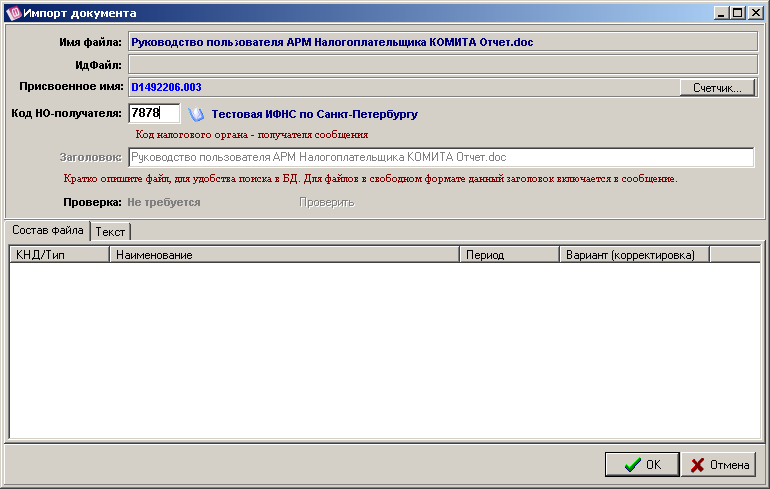 Импорт документа
Имя файла: Руководство пользователя АРМ Налогоплательщика КОМИТА Отчет.doc
ИдФайл:
Присвоенное имя: D1492206.003 Счетчик...
Код НО-получателя: 7878 Тестовая ИФНС по Санкт-Петербургу
Код налогового органа - получателя сообщения
Заголовок: Руководство пользователя АРМ Налогоплательщика КОМИТА Отчет.doc
Кратко опишите файл, для удобства поиска в БД. Для файлов в свободном формате данный заголовок включается в сообщение.
Проверка: Не требуется Проверить
Состав файла Текст
КНД/Тип Наименование Период Вариант (корректировка)
OK Отмена